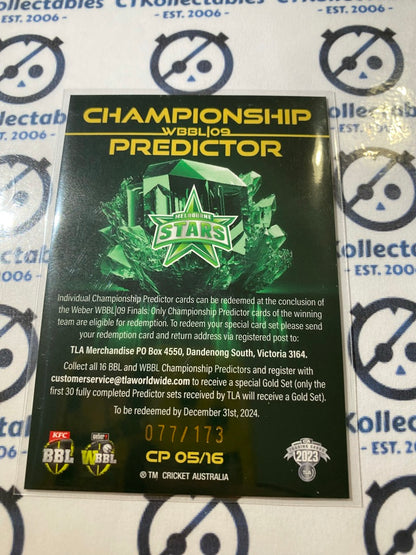 CTKollectables
- EST. 2006 -
CHAMPIONSHIP
WBBL|09
PREDICTOR
MELBOURNE
STARS
Individual Championship Predictor cards can be redeemed at the conclusion of
the Weber WBBL|09 Finals. Only Championship Predictor cards of the winning
team are eligible for redemption. To redeem your special card set please send
your redemption card and return address via registered post to:
TLA Merchandise PO Box 4550, Dandenong South, Victoria 3164.
Collect all 16 BBL and WBBL Championship Predictors and register with
customerservice@tlaworldwide.com to receive a special Gold Set (only the
first 30 fully completed Predictor sets received by TLA will receive a Gold Set).
To be redeemed by December 31st, 2024.
077/173
KFC
BBL
weber
WBBL
CP 05/16
® TM CRICKET AUSTRALIA
2023